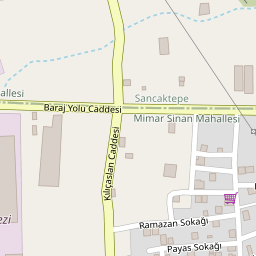 allesi
Baraj Yolu Caddesi
Sancaktepe
Mimar Sinan Mahallesi
Kılıçaslan Caddesi
Ramazan Sokağı
Payas Sokağı
ezi